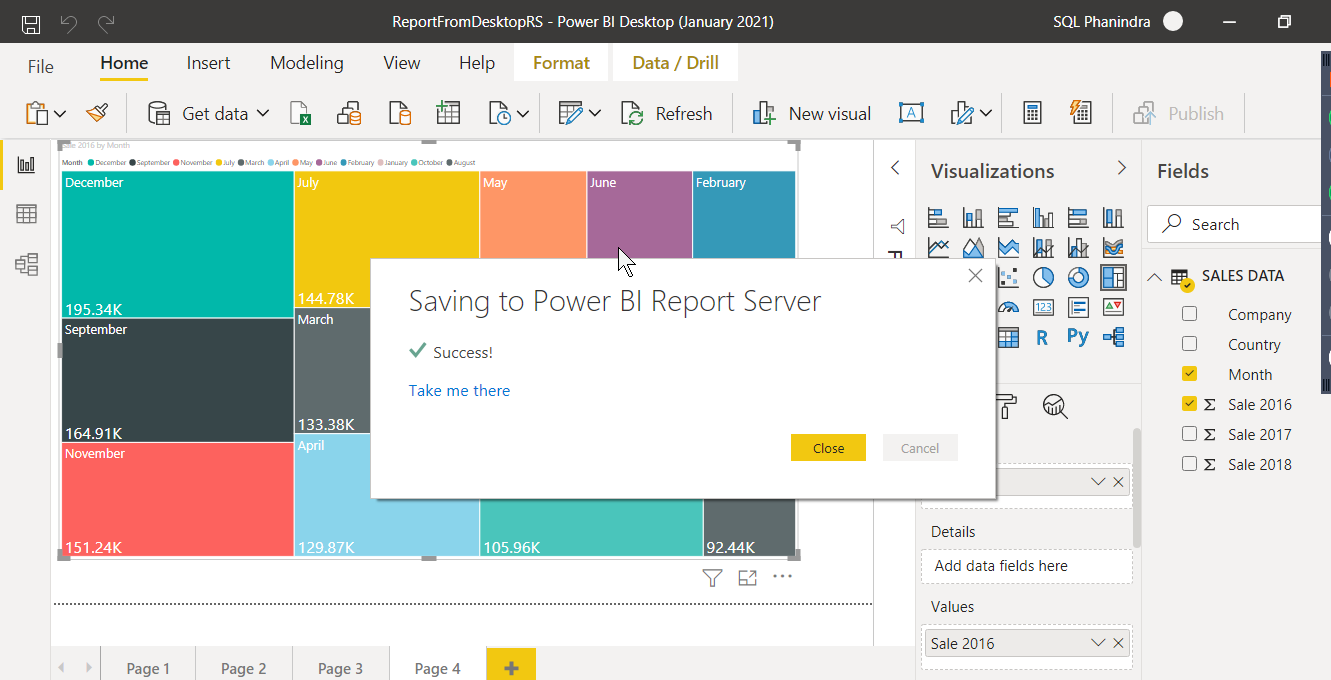 ReportFromDesktopRS - Power BI Desktop (January 2021)
SQL Phanindra
File
Home
Insert
Modeling
View
Help
Format
Data / Drill
Get data
Refresh
New visual
Publish
Sale 2016 by Month
Month December September November July March April May June February January October August
December
195.34K
September
164.91K
November
151.24K
July
144.78K
March
133.38K
April
129.87K
May
June
February
105.96K
92.44K
Saving to Power BI Report Server
Success!
Take me there
Close
Cancel
Visualizations
123
R
Py
Details
Add data fields here
Values
Sale 2016
Fields
Search
SALES DATA
Company
Country
Month
Σ Sale 2016
Σ Sale 2017
Σ Sale 2018
Page 1
Page 2
Page 3
Page 4